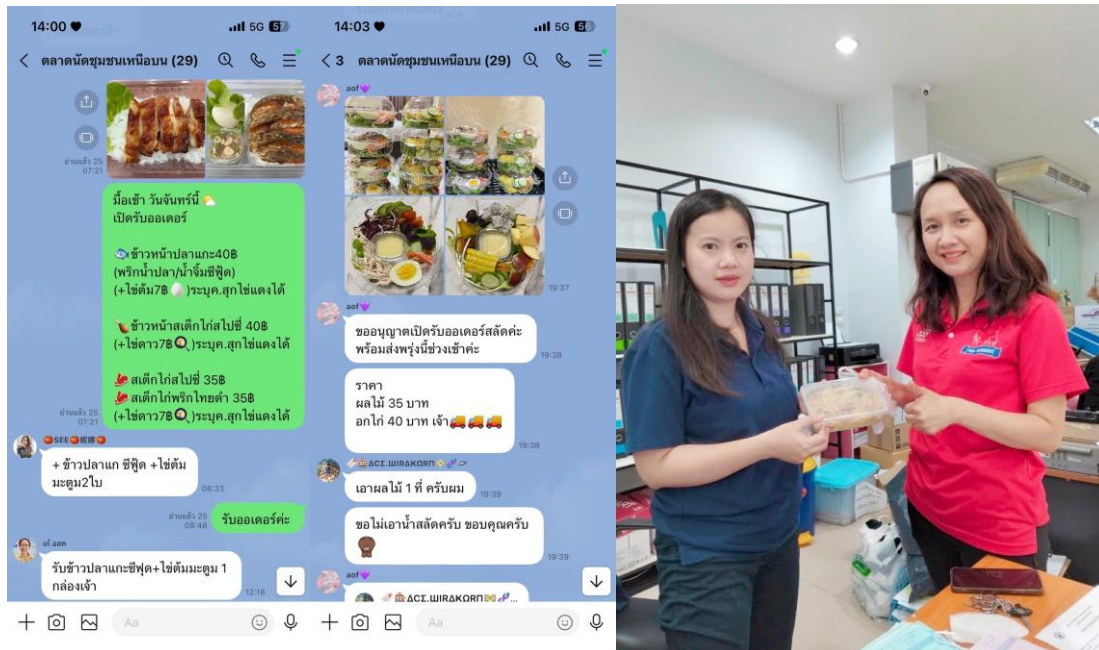 14:00
5G
57
ตลาดนัดชุมชนเหนือบน (29)
อ่านแล้ว 25
07:21
มื้อเช้า วันจันทร์นี้
เปิดรับออเดอร์
ข้าวหน้าปลาแกะ40฿
(พริกน้ำปลา/น้ำจิ้มซีฟู้ด)
(+ไข่ต้ม7฿ )ระบุค.สุกไข่แดงได้
ข้าวหน้าสเต็กไก่สไปซี่ 40฿
(+ไข่ดาว7฿ )ระบุค.สุกไข่แดงได้
สเต็กไก่สไปซี่ 35฿
สเต็กไก่พริกไทยดำ 35฿
(+ไข่ดาว7฿ )ระบุค.สุกไข่แดงได้
อ่านแล้ว 25
07:21
SEE
+ ข้าวปลาแก ซีฟู้ด +ไข่ต้ม
มะตูม2ใบ
08:33
อ่านแล้ว 25
08:48
รับออเดอร์ค่ะ
รับข้าวปลาแกะซีฟุด+ไข่ต้มมะตูม 1
กล่องเจ้า
12:18
Aa
14:03
5G
56
3 ตลาดนัดชุมชนเหนือบน (29)
aof
19:37
aof
ขออนุญาตเปิดรับออเดอร์สลัดค่ะ
พร้อมส่งพรุ่งนี้ช่วงเช้าค่ะ
19:38
ราคา
ผลไม้ 35 บาท
อกไก่ 40 บาท เจ้า
19:38
ACΣ.ШIRΔKΩRΠ
เอาผลไม้ 1 ที่ ครับผม
19:39
ขอไม่เอาน้ำสลัดครับ ขอบคุณครับ
19:39
aof
ACΣ.ШIRΔKΩRΠ
Aa